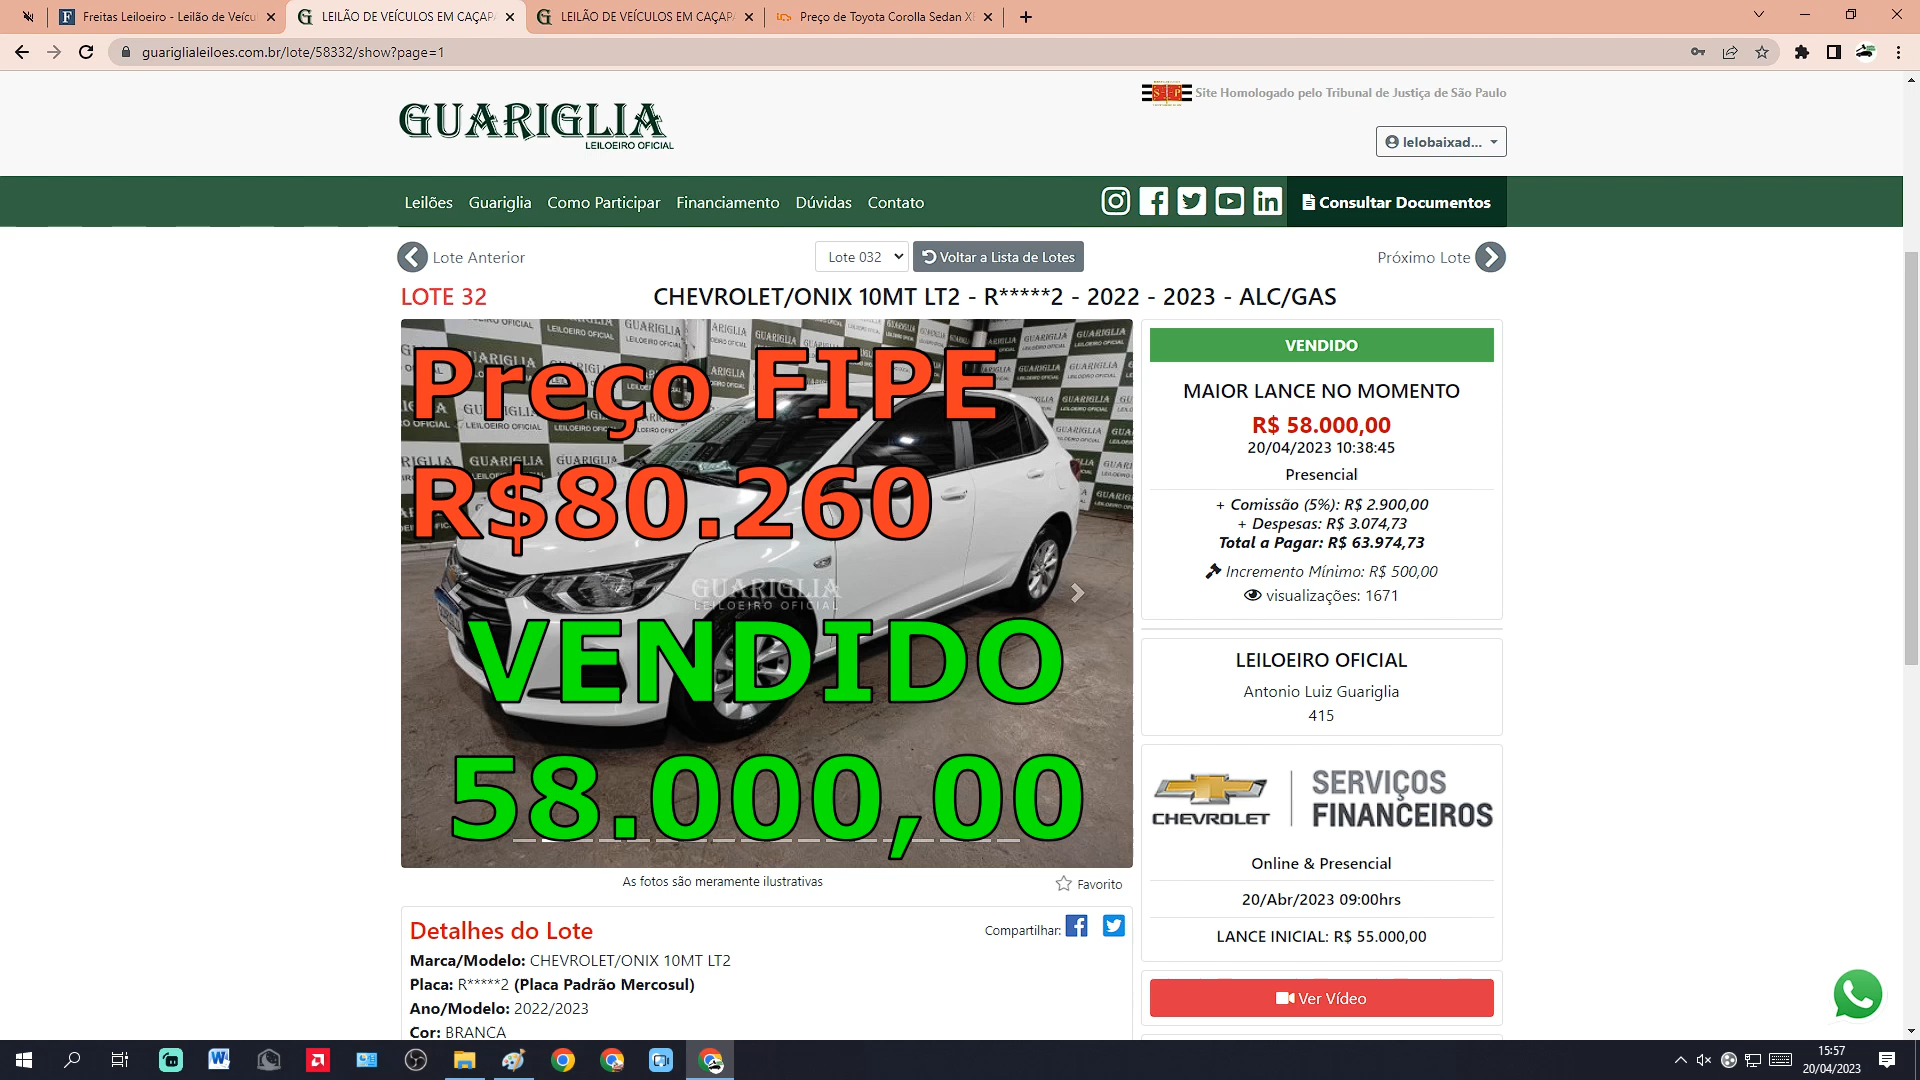 Freitas Leiloeiro - Leilão de Veícu
LEILÃO DE VEÍCULOS EM CAÇAPA
LEILÃO DE VEÍCULOS EM CAÇAPA
Preço de Toyota Corolla Sedan XE
guariglialeiloes.com.br/lote/58332/show?page=1
GUARIGLIA
LEILOEIRO OFICIAL
Site Homologado pelo Tribunal de Justiça de São Paulo
lelobaixad...
Leilões
Guariglia
Como Participar
Financiamento
Dúvidas
Contato
Consultar Documentos
Lote Anterior
Lote 032
Voltar a Lista de Lotes
Próximo Lote
LOTE 32
CHEVROLET/ONIX 10MT LT2 - R*****2 - 2022 - 2023 - ALC/GAS
Preço FIPE
R$80.260
GUARIGLIA
LEILOEIRO OFICIAL
VENDIDO
58.000,00
As fotos são meramente ilustrativas
Favorito
VENDIDO
MAIOR LANCE NO MOMENTO
R$ 58.000,00
20/04/2023 10:38:45
Presencial
+ Comissão (5%): R$ 2.900,00
+ Despesas: R$ 3.074,73
Total a Pagar: R$ 63.974,73
Incremento Mínimo: R$ 500,00
visualizações: 1671
LEILOEIRO OFICIAL
Antonio Luiz Guariglia
415
CHEVROLET
SERVIÇOS
FINANCEIROS
Online & Presencial
20/Abr/2023 09:00hrs
LANCE INICIAL: R$ 55.000,00
Ver Vídeo
Detalhes do Lote
Compartilhar:
Marca/Modelo: CHEVROLET/ONIX 10MT LT2
Placa: R*****2 (Placa Padrão Mercosul)
Ano/Modelo: 2022/2023
Cor: BRANCA
15:57
20/04/2023